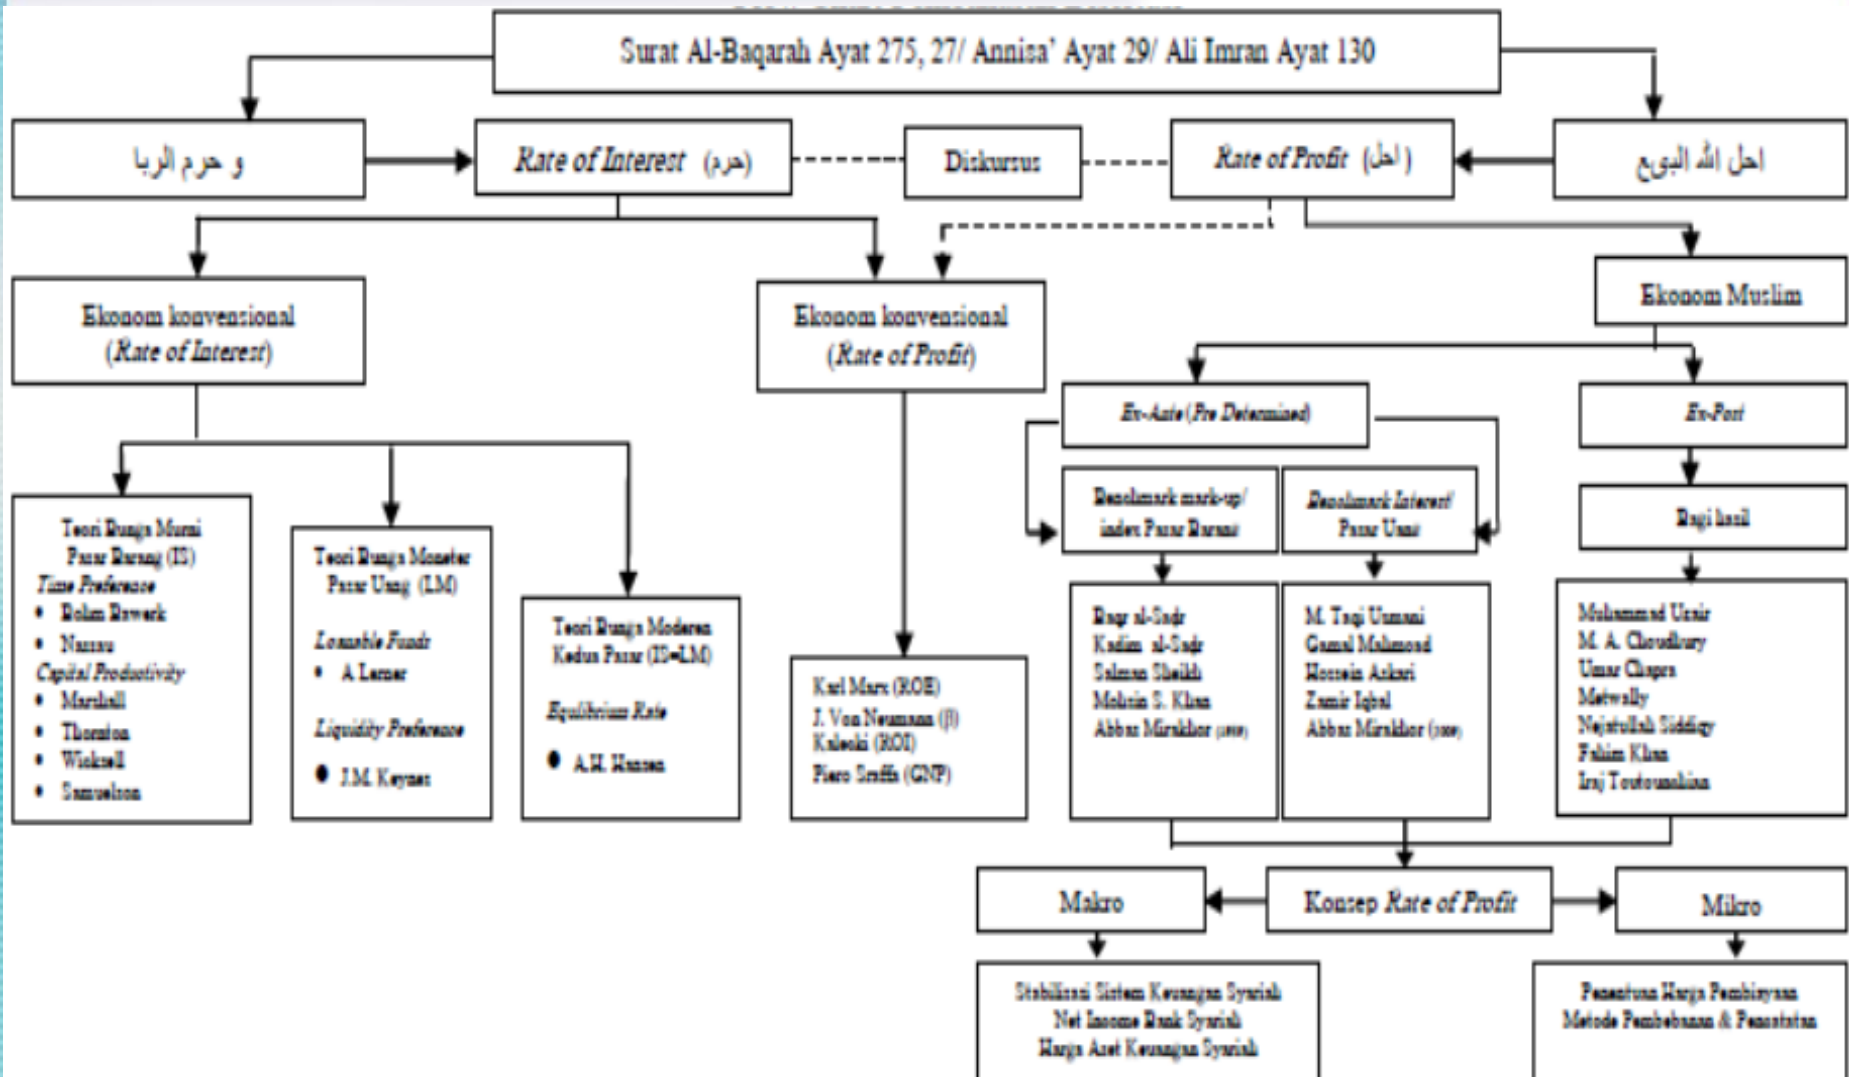 Surat Al-Baqarah Ayat 275, 27/ Annisa' Ayat 29/ Ali Imran Ayat 130
و حرم الربا
Rate of Interest (حرم)
Diskursus
Rate of Profit (احل)
احل الله البىع
Ekonom konvensional
(Rate of Interest)
Ekonom konvensional
(Rate of Profit)
Ekonom Muslim
Ex-Ante (Pre Determined)
Ex-Post
Benchmark mark-up/
index Pasar Barang
Benchmark Interest/
Pasar Uang
Bagi hasil
Teori Bunga Murni
Pasar Barang (IS)
Time Preference
• Bohm Bawerk
• Nassau
Capital Productivity
• Marshall
• Thornton
• Wicksell
• Samuelson
Teori Bunga Moneter
Pasar Uang (LM)
Loanable Funds
• A Lerner
Liquidity Preference
• J.M. Keynes
Teori Bunga Moderen
Kedua Pasar (IS=LM)
Equlibrium Rate
• A.H. Hansen
Karl Marx (ROE)
J. Von Neumann (β)
Kalecki (ROI)
Piero Sraffa (GNP)
Baqr al-Sadr
Kadim al-Sadr
Salman Sheikh
Mohsin S. Khan
Abbas Mirakhor
M. Taqi Usmani
Gamal Mahmoad
Hossein Askari
Zamir Iqbal
Abbas Mirakhor
Muhammad Uzair
M. A. Choudhury
Umar Chapra
Metwally
Nejatullah Siddiqy
Fahim Khan
Iraj Toutounchian
Makro
Konsep Rate of Profit
Mikro
Stabilisasi Sistem Keuangan Syariah
Net Income Bank Syariah
Harga Aset Keuangan Syariah
Penentuan Harga Pembiayaan
Metode Pembebanan & Pencatatan